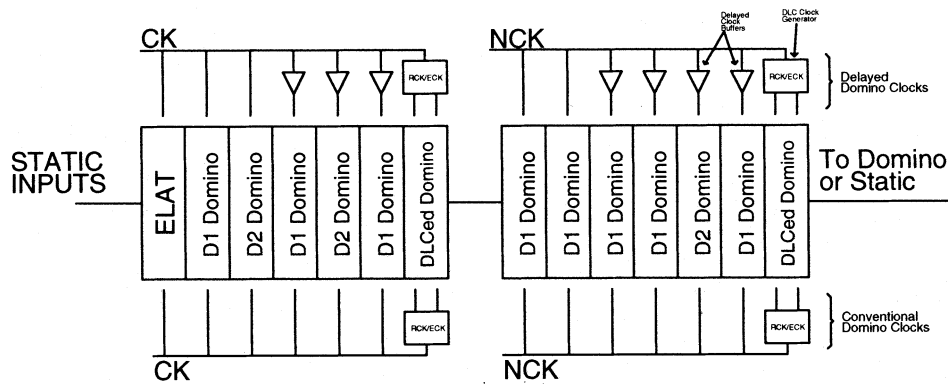 CK
RCK/ECK
NCK
Delayed
Clock
Buffers
DLC Clock
Generator
RCK/ECK
Delayed
Domino Clocks
STATIC
INPUTS
ELAT
D1 Domino
D2 Domino
D1 Domino
D2 Domino
D1 Domino
DLCed Domino
D1 Domino
D1 Domino
D1 Domino
D1 Domino
D2 Domino
D1 Domino
DLCed Domino
To Domino
or Static
RCK/ECK
CK
RCK/ECK
NCK
Conventional
Domino Clocks